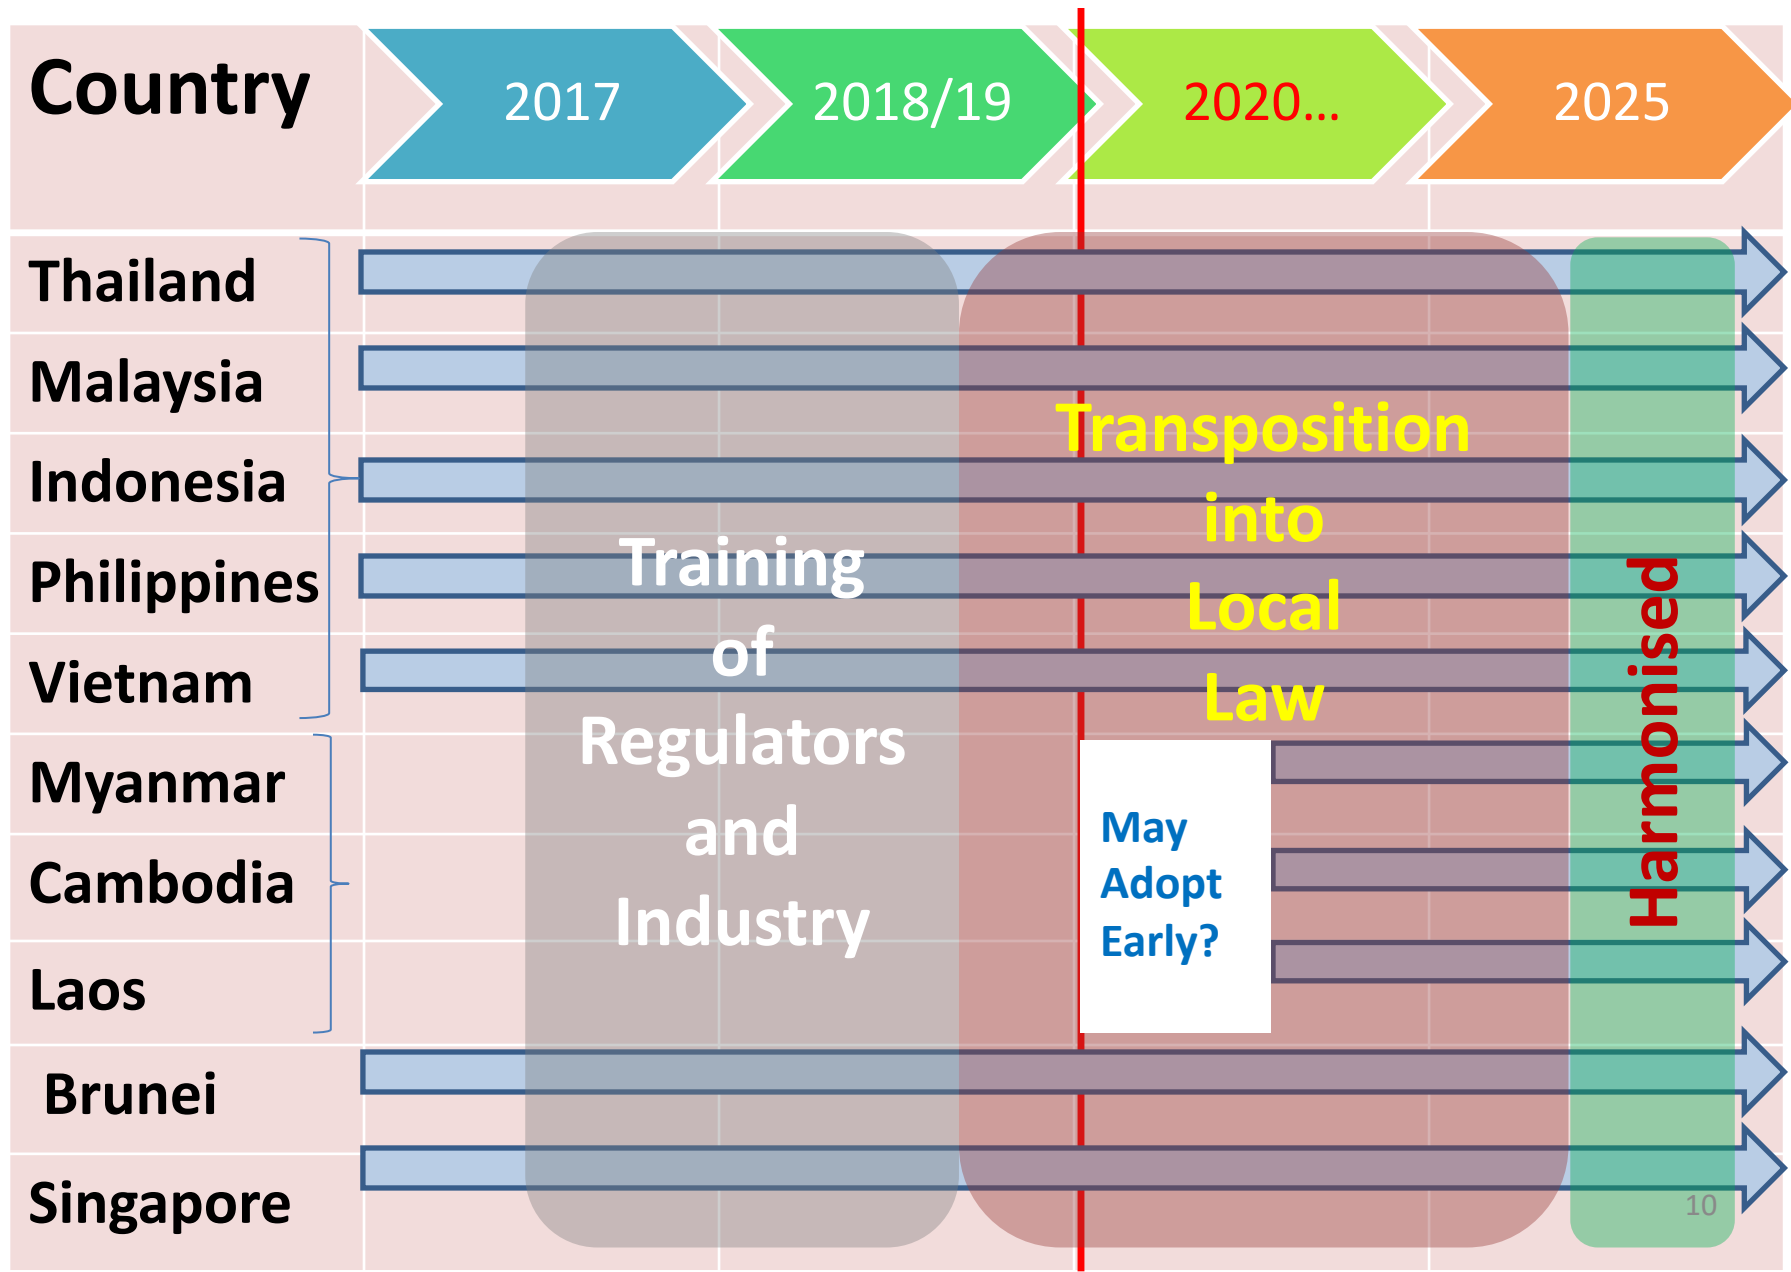 Country
2017
2018/19
2020...
2025
Thailand
Malaysia
Indonesia
Philippines
Vietnam
Myanmar
Cambodia
Laos
Brunei
Singapore
Training
of
Regulators
and
Industry
Transposition
into
Local
Law
May
Adopt
Early?
Harmonised
10